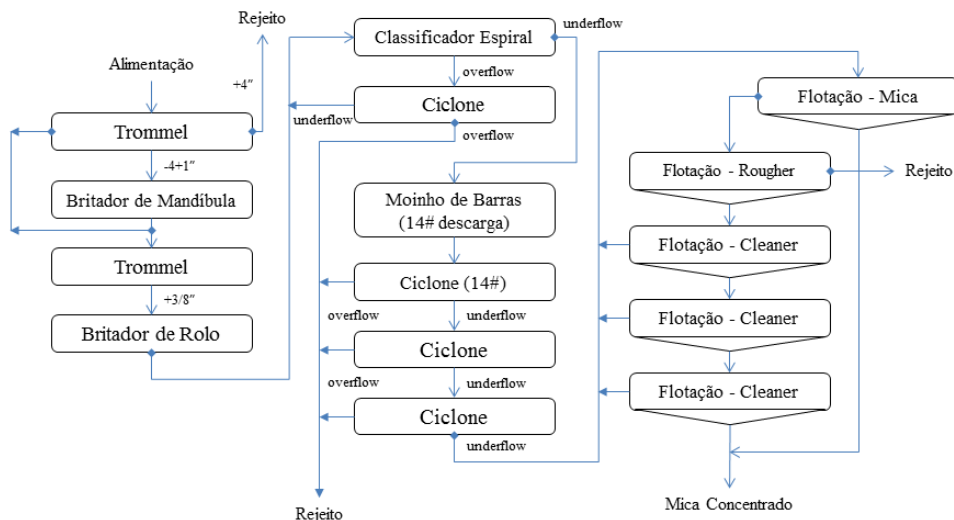 Rejeito
Alimentação
+4″
Trommel
-4+1″
Britador de Mandíbula
Trommel
+3/8″
Britador de Rolo
Classificador Espiral
underflow
overflow
Ciclone
underflow
overflow
Moinho de Barras
(14# descarga)
Ciclone (14#)
overflow
underflow
Ciclone
overflow
underflow
Ciclone
underflow
Rejeito
Flotação - Mica
Flotação - Rougher
Rejeito
Flotação - Cleaner
Flotação - Cleaner
Flotação - Cleaner
Mica Concentrado